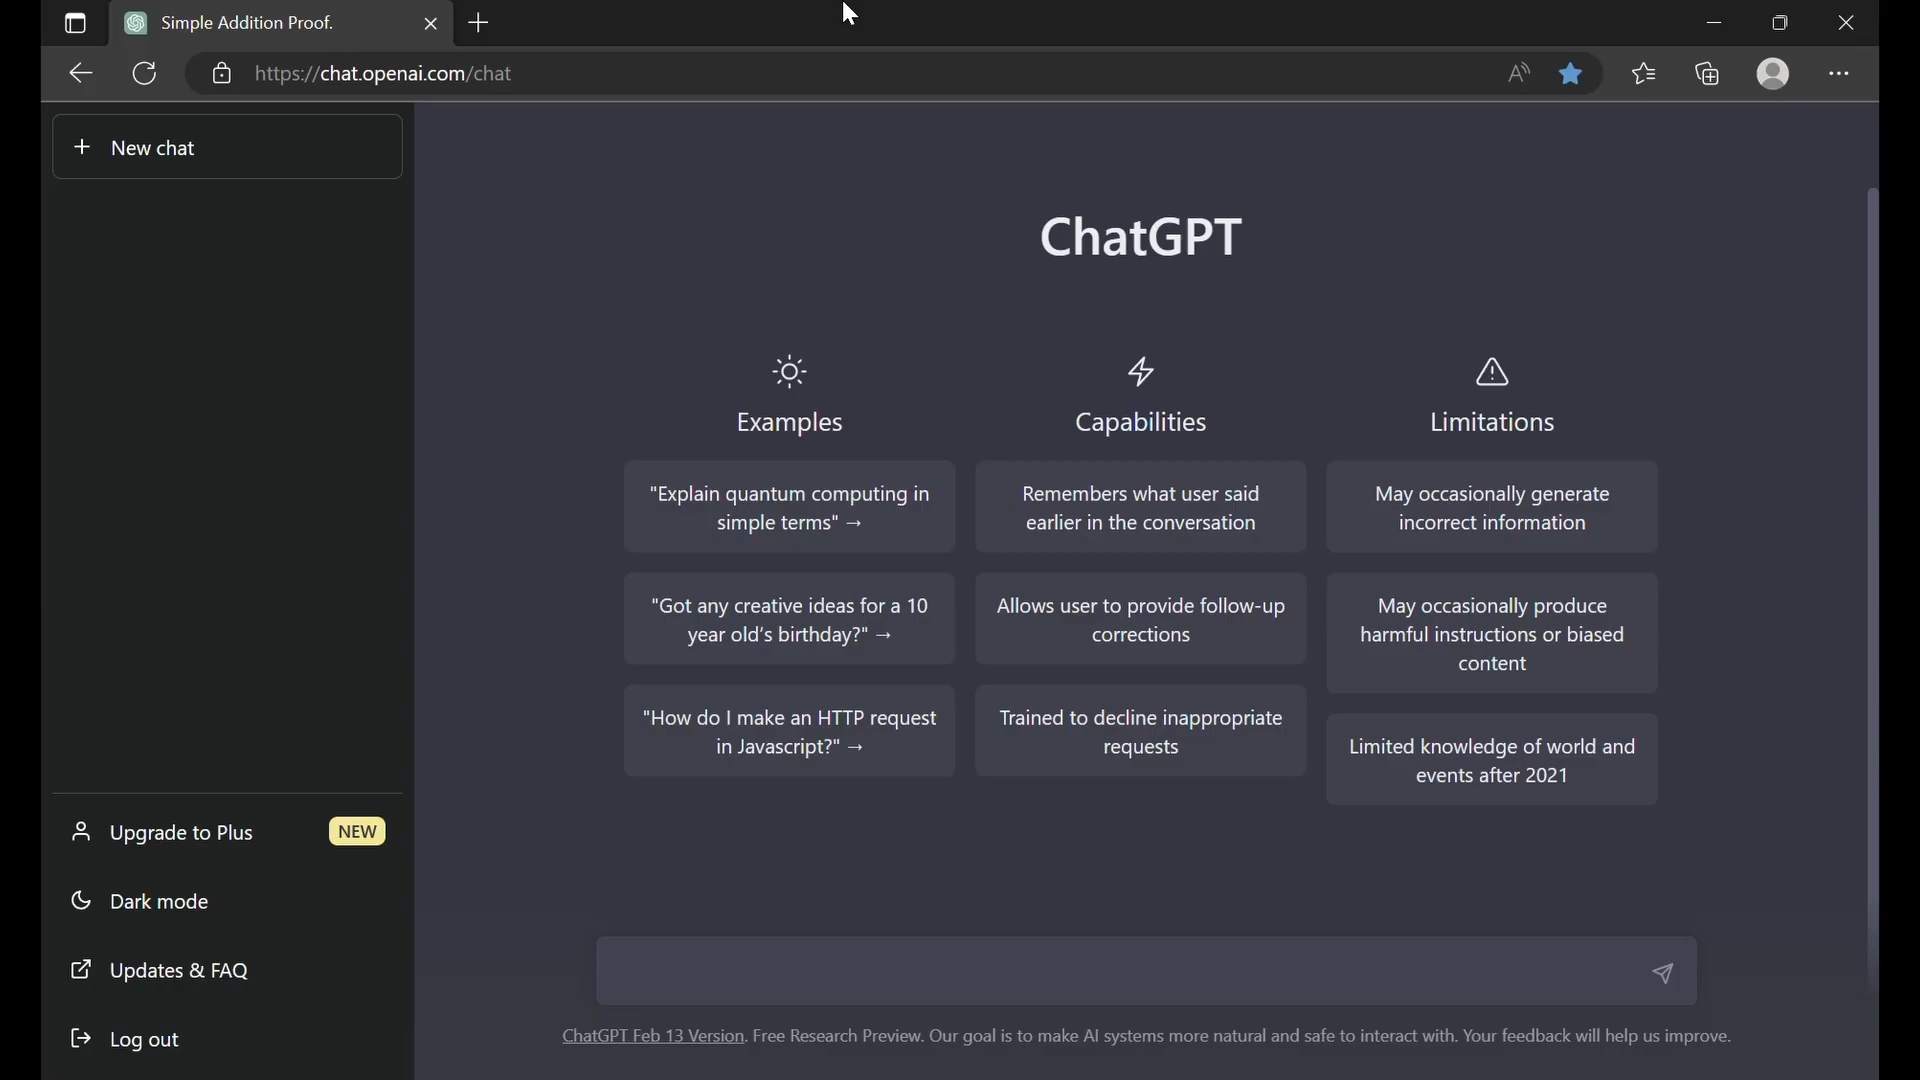 Simple Addition Proof.
https://chat.openai.com/chat
New chat
ChatGPT
Examples
"Explain quantum computing in
simple terms" →
"Got any creative ideas for a 10
year old's birthday?" →
"How do I make an HTTP request
in Javascript?" →
Capabilities
Remembers what user said
earlier in the conversation
Allows user to provide follow-up
corrections
Trained to decline inappropriate
requests
Limitations
May occasionally generate
incorrect information
May occasionally produce
harmful instructions or biased
content
Limited knowledge of world and
events after 2021
Upgrade to Plus NEW
Dark mode
Updates & FAQ
Log out
ChatGPT Feb 13 Version. Free Research Preview. Our goal is to make AI systems more natural and safe to interact with. Your feedback will help us improve.